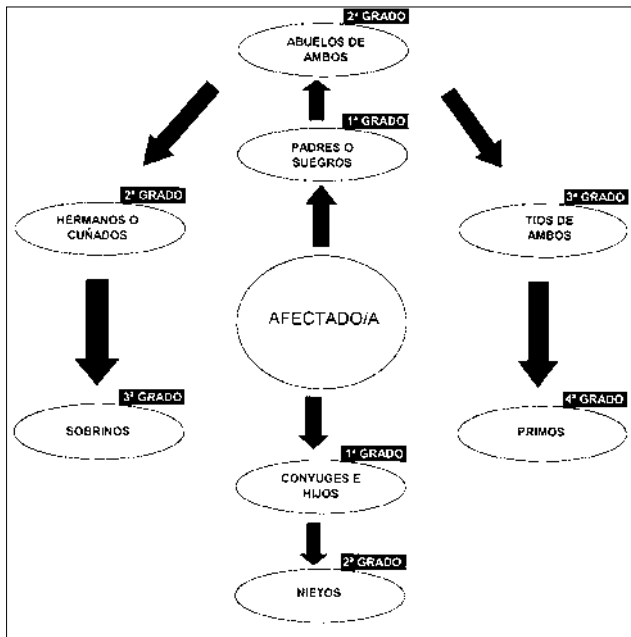 2º GRADO
ABUELOS DE
AMBOS
1º GRADO
PADRES O
SUEGROS
2º GRADO
HERMANOS O
CUÑADOS
3º GRADO
TIOS DE
AMBOS
AFECTADO/A
3º GRADO
SOBRINOS
4º GRADO
PRIMOS
1º GRADO
CONYUGES E
HIJOS
2º GRADO
NIETOS